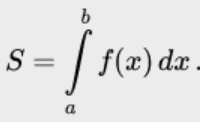 S = ∫_a^b f(x) dx .